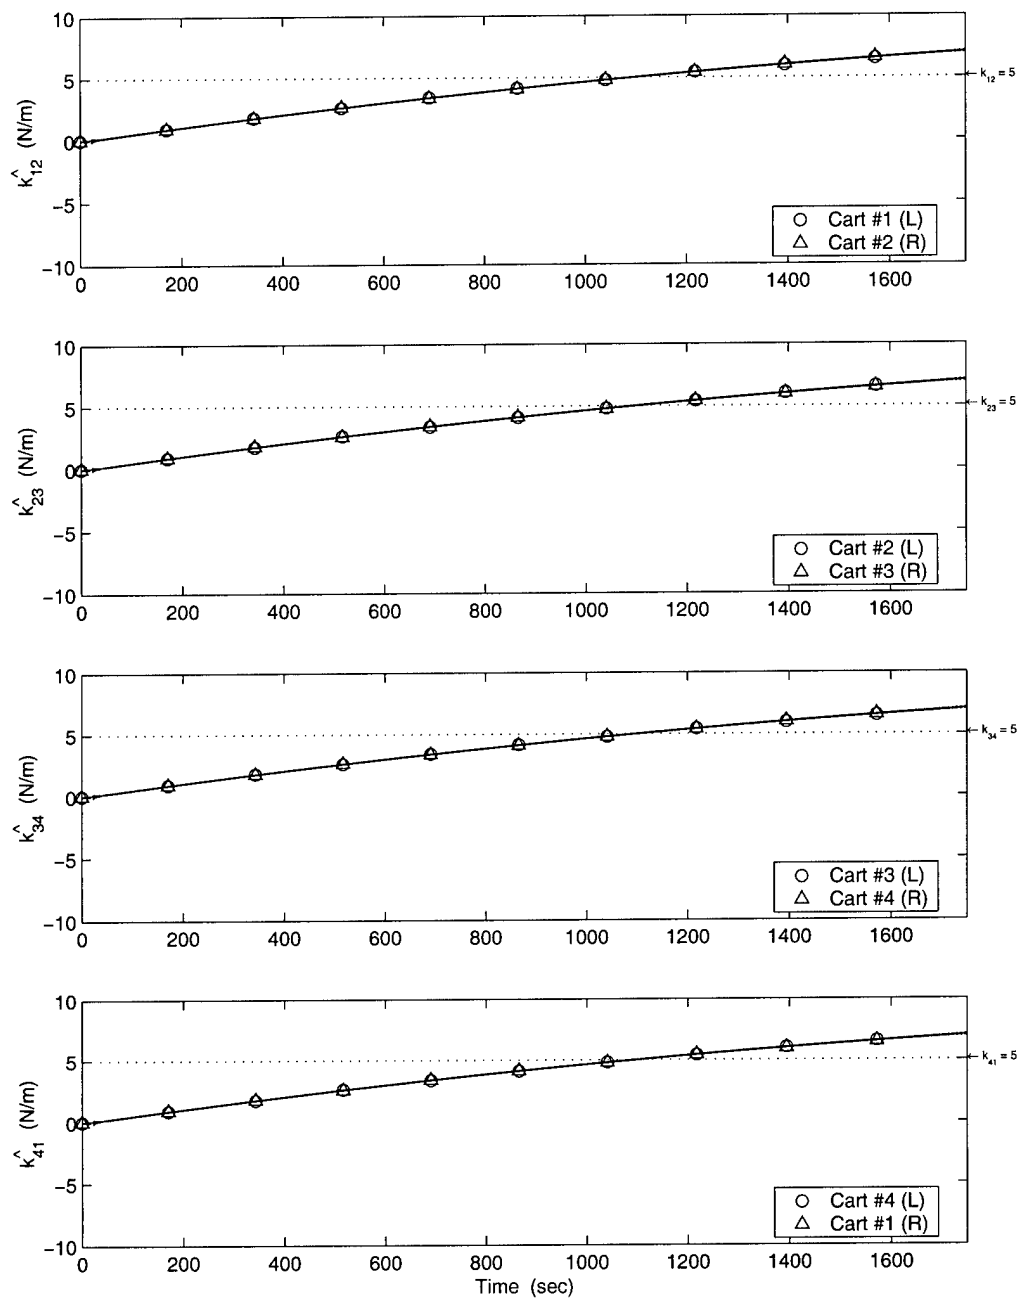 10
5
0
−5
−10
k̂12 (N/m)
k12 = 5
Cart #1 (L)
Cart #2 (R)
0 200 400 600 800 1000 1200 1400 1600
10
5
0
−5
−10
k̂23 (N/m)
k23 = 5
Cart #2 (L)
Cart #3 (R)
0 200 400 600 800 1000 1200 1400 1600
10
5
0
−5
−10
k̂34 (N/m)
k34 = 5
Cart #3 (L)
Cart #4 (R)
0 200 400 600 800 1000 1200 1400 1600
10
5
0
−5
−10
k̂41 (N/m)
k41 = 5
Cart #4 (L)
Cart #1 (R)
0 200 400 600 800 1000 1200 1400 1600
Time (sec)